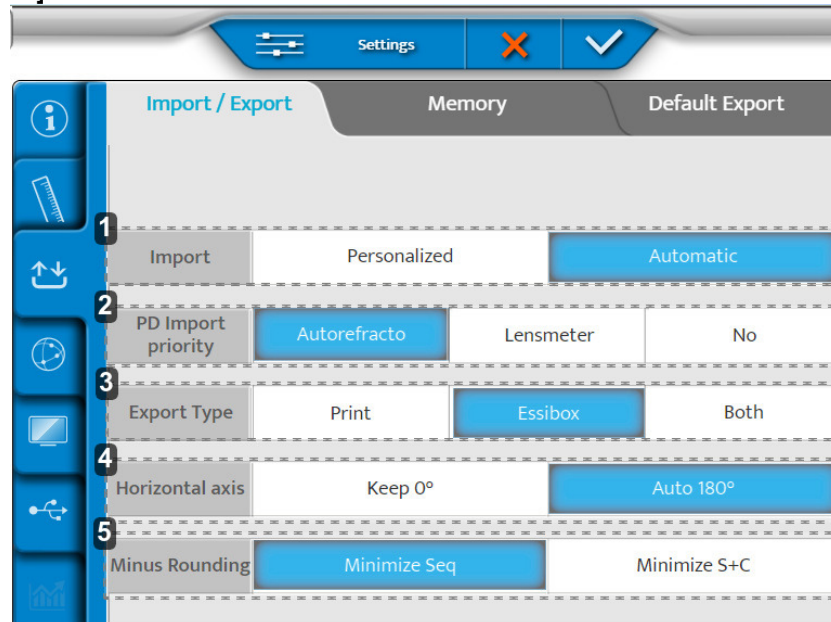 Settings
Import / Export Memory Default Export
1
Import Personalized Automatic
2
PD Import
priority Autorefracto Lensmeter No
3
Export Type Print Essibox Both
4
Horizontal axis Keep 0° Auto 180°
5
Minus Rounding Minimize Seq Minimize S+C